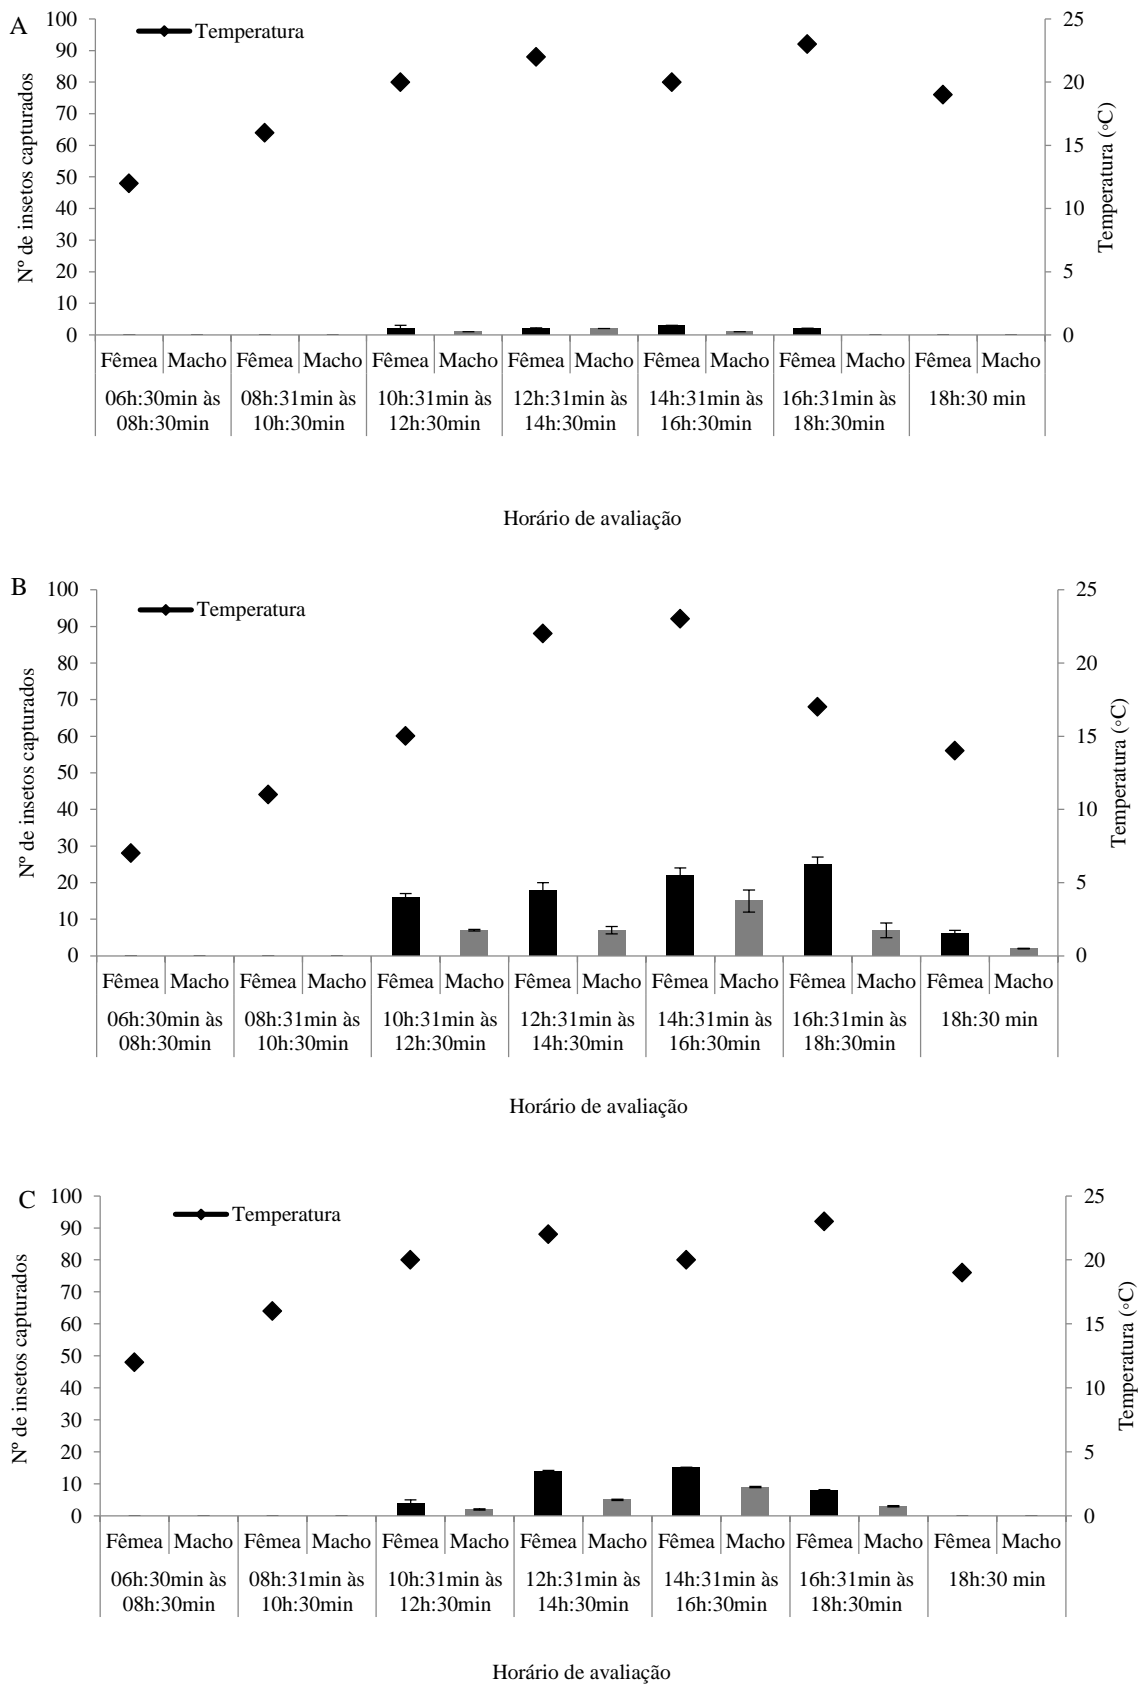 A
Temperatura
100
90
80
70
60
50
40
30
20
10
0
Nº de insetos capturados
25
20
15
10
5
0
Temperatura (°C)
Fêmea Macho Fêmea Macho Fêmea Macho Fêmea Macho Fêmea Macho Fêmea Macho Fêmea Macho
06h:30min às 08h:31min às 10h:31min às 12h:31min às 14h:31min às 16h:31min às 18h:30 min
08h:30min 10h:30min 12h:30min 14h:30min 16h:30min 18h:30min
Horário de avaliação
B
Temperatura
100
90
80
70
60
50
40
30
20
10
0
Nº de insetos capturados
25
20
15
10
5
0
Temperatura (°C)
Fêmea Macho Fêmea Macho Fêmea Macho Fêmea Macho Fêmea Macho Fêmea Macho Fêmea Macho
06h:30min às 08h:31min às 10h:31min às 12h:31min às 14h:31min às 16h:31min às 18h:30 min
08h:30min 10h:30min 12h:30min 14h:30min 16h:30min 18h:30min
Horário de avaliação
C
Temperatura
100
90
80
70
60
50
40
30
20
10
0
Nº de insetos capturados
25
20
15
10
5
0
Temperatura (°C)
Fêmea Macho Fêmea Macho Fêmea Macho Fêmea Macho Fêmea Macho Fêmea Macho Fêmea Macho
06h:30min às 08h:31min às 10h:31min às 12h:31min às 14h:31min às 16h:31min às 18h:30 min
08h:30min 10h:30min 12h:30min 14h:30min 16h:30min 18h:30min
Horário de avaliação